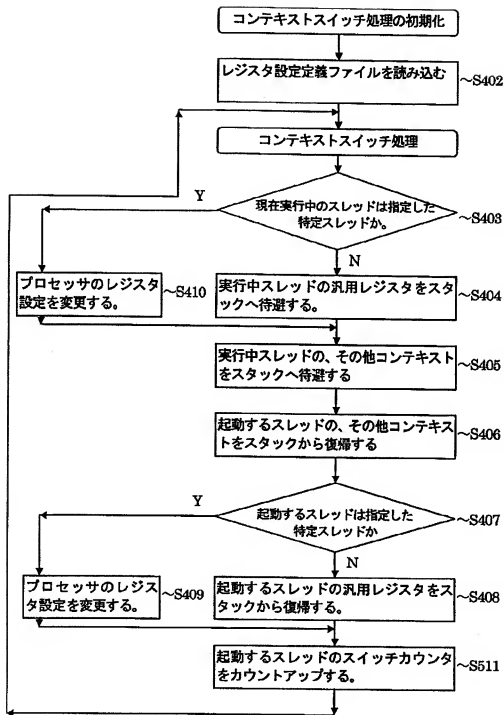 コンテキストスイッチ処理の初期化
レジスタ設定定義ファイルを読み込む
~S402
コンテキストスイッチ処理
現在実行中のスレッドは指定した
特定スレッドか。
~S403
Y
N
プロセッサのレジスタ
設定を変更する。
~S410
実行中スレッドの汎用レジスタをス
タックへ待避する。
~S404
実行中スレッドの、その他コンテキスト
をスタックへ待避する
~S405
起動するスレッドの、その他コンテキス
トをスタックから復帰する
~S406
起動するスレッドは指定した
特定スレッドか
~S407
Y
N
プロセッサのレジス
タ設定を変更する。
~S409
起動するスレッドの汎用レジスタをス
タックから復帰する。
~S408
起動するスレッドのスイッチカウンタ
をカウントアップする。
~S511